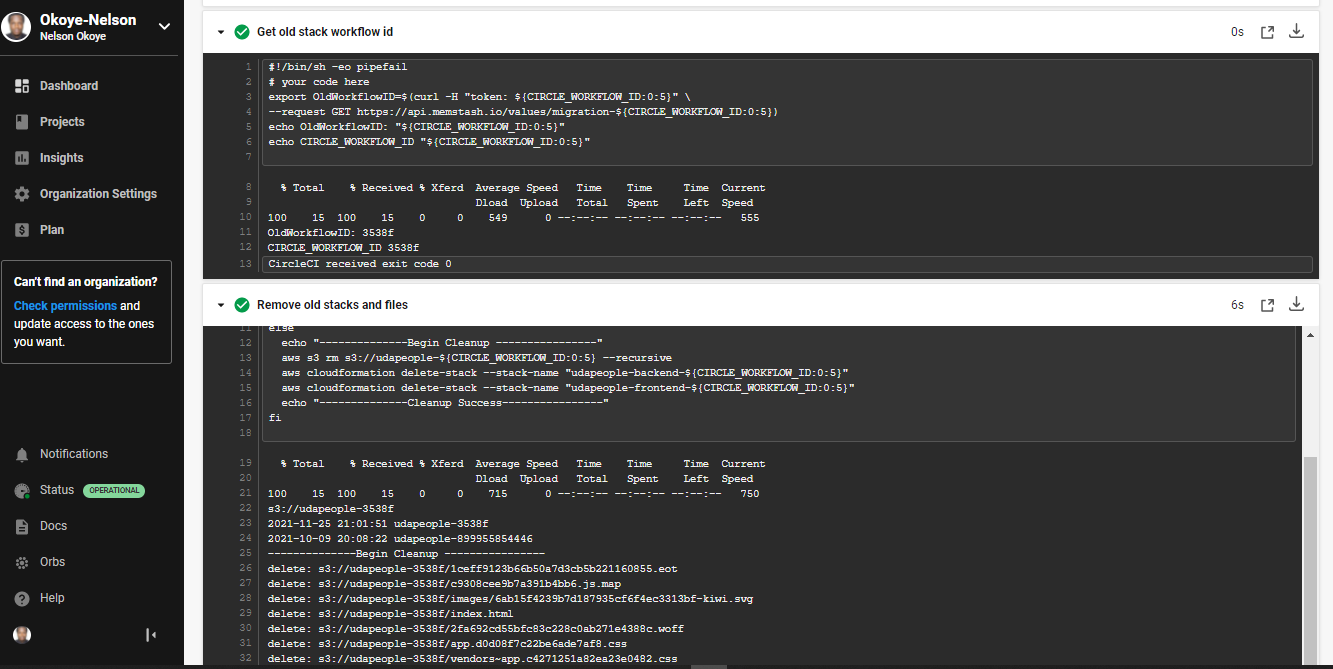 Okoye-Nelson
Nelson Okoye
Dashboard
Projects
Insights
Organization Settings
Plan
Can't find an organization?
Check permissions and
update access to the ones
you want.
Notifications
Status OPERATIONAL
Docs
Orbs
Help
Get old stack workflow id 0s
1 #!/bin/sh -eo pipefail
2 # your code here
3 export OldWorkflowID=$(curl -H "token: ${CIRCLE_WORKFLOW_ID:0:5}" \
4 --request GET https://api.memstash.io/values/migration-${CIRCLE_WORKFLOW_ID:0:5})
5 echo OldWorkflowID: "${CIRCLE_WORKFLOW_ID:0:5}"
6 echo CIRCLE_WORKFLOW_ID "${CIRCLE_WORKFLOW_ID:0:5}"
7
8 % Total % Received % Xferd Average Speed Time Time Time Current
9 Dload Upload Total Spent Left Speed
10 100 15 100 15 0 0 549 0 --:--:-- --:--:-- --:--:-- 555
11 OldWorkflowID: 3538f
12 CIRCLE_WORKFLOW_ID 3538f
13 CircleCI received exit code 0
Remove old stacks and files 6s
11 else
12 echo "--------------Begin Cleanup ----------------"
13 aws s3 rm s3://udapeople-${CIRCLE_WORKFLOW_ID:0:5} --recursive
14 aws cloudformation delete-stack --stack-name "udapeople-backend-${CIRCLE_WORKFLOW_ID:0:5}"
15 aws cloudformation delete-stack --stack-name "udapeople-frontend-${CIRCLE_WORKFLOW_ID:0:5}"
16 echo "--------------Cleanup Success----------------"
17 fi
18
19 % Total % Received % Xferd Average Speed Time Time Time Current
20 Dload Upload Total Spent Left Speed
21 100 15 100 15 0 0 715 0 --:--:-- --:--:-- --:--:-- 750
22 s3://udapeople-3538f
23 2021-11-25 21:01:51 udapeople-3538f
24 2021-10-09 20:08:22 udapeople-899955854446
25 --------------Begin Cleanup ----------------
26 delete: s3://udapeople-3538f/1ceff9123b66b50a7d3cb5b221160855.eot
27 delete: s3://udapeople-3538f/c9308cee9b7a391b4bb6.js.map
28 delete: s3://udapeople-3538f/images/6ab15f4239b7d187935cf6f4ec3313bf-kiwi.svg
29 delete: s3://udapeople-3538f/index.html
30 delete: s3://udapeople-3538f/2fa692cd55bfc83c228c0ab271e4388c.woff
31 delete: s3://udapeople-3538f/app.d0d08f7c22be6ade7af8.css
32 delete: s3://udapeople-3538f/vendors~app.c4271251a82ea23e0482.css